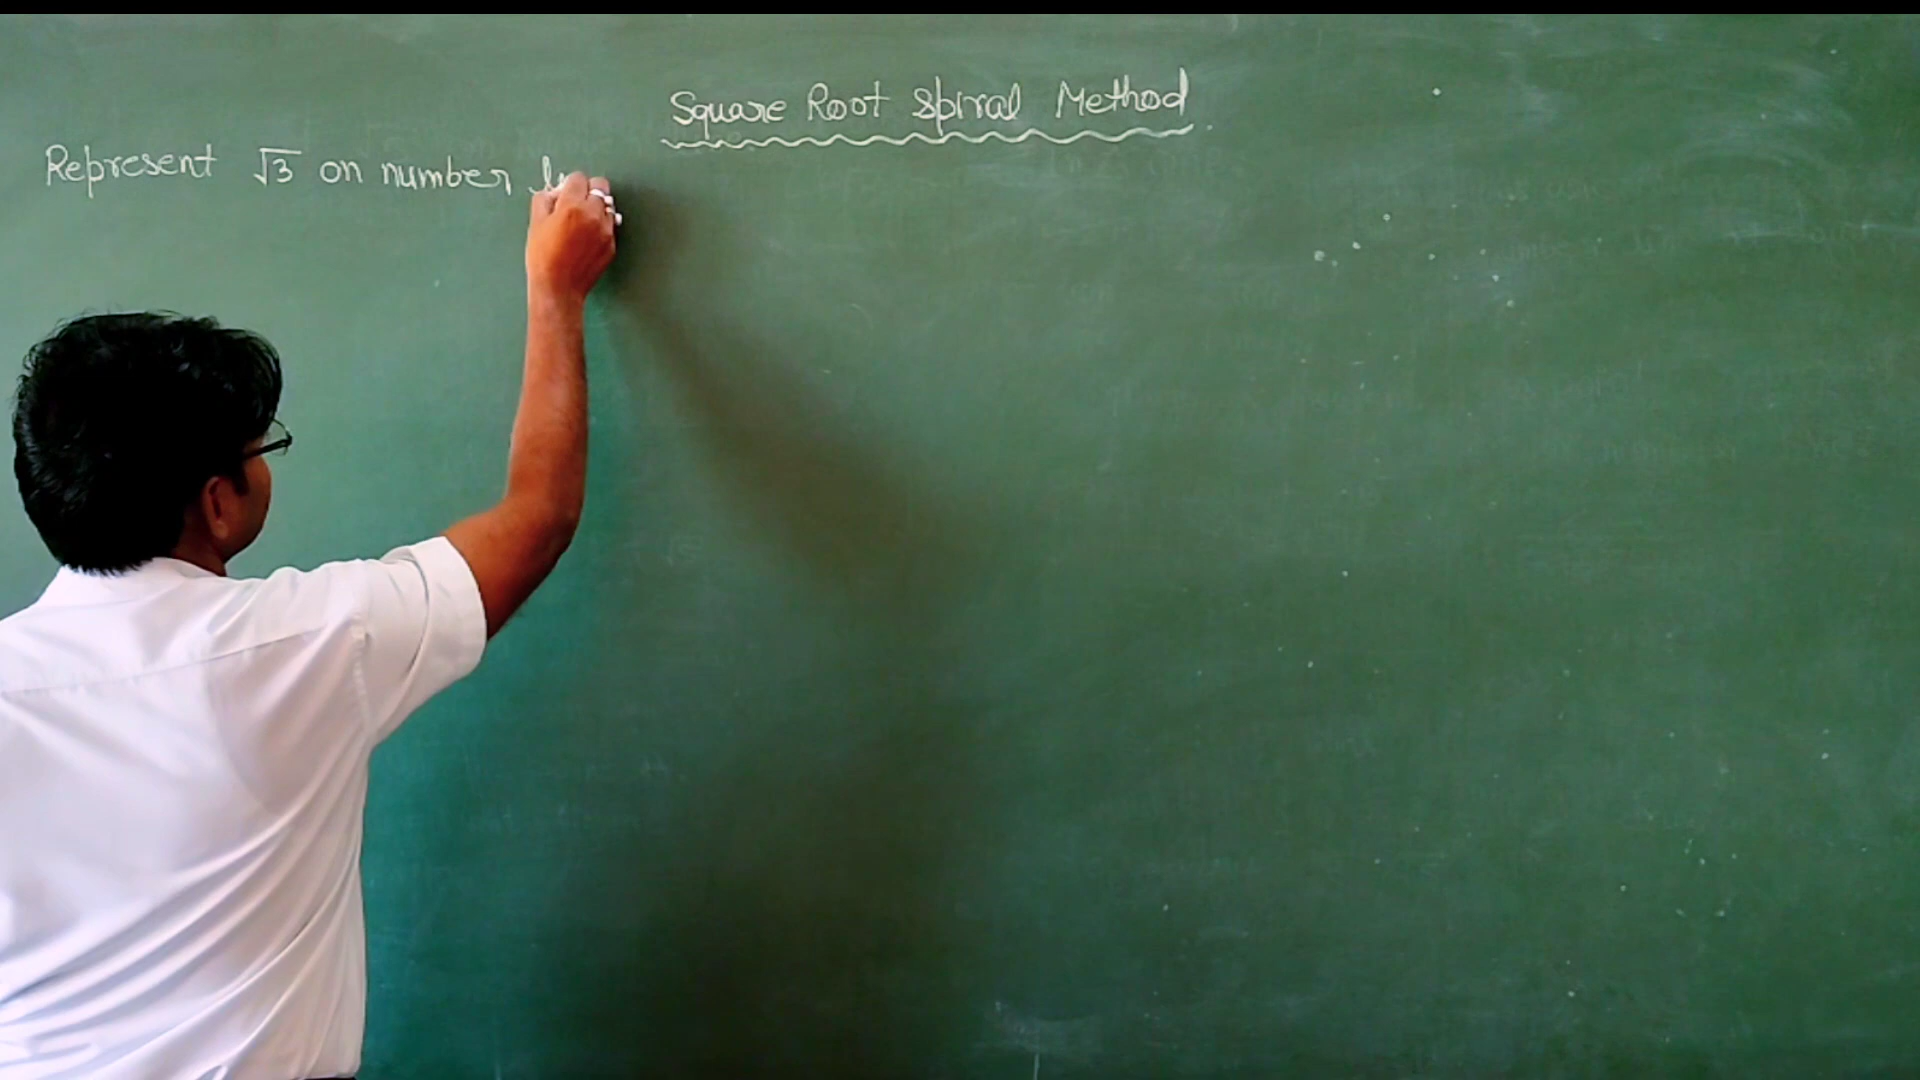 Square Root Spiral Method
Represent √3 on number